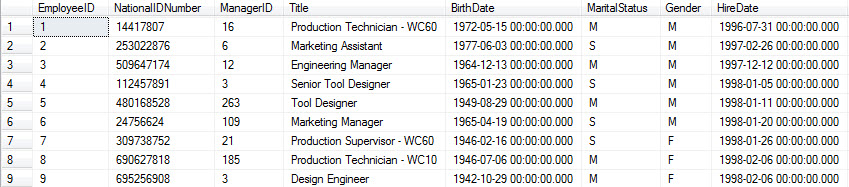 EmployeeID NationalIDNumber ManagerID Title BirthDate MaritalStatus Gender HireDate
1 1 14417807 16 Production Technician - WC60 1972-05-15 00:00:00.000 M M 1996-07-31 00:00:00.000
2 2 253022876 6 Marketing Assistant 1977-06-03 00:00:00.000 S M 1997-02-26 00:00:00.000
3 3 509647174 12 Engineering Manager 1964-12-13 00:00:00.000 M M 1997-12-12 00:00:00.000
4 4 112457891 3 Senior Tool Designer 1965-01-23 00:00:00.000 S M 1998-01-05 00:00:00.000
5 5 480168528 263 Tool Designer 1949-08-29 00:00:00.000 M M 1998-01-11 00:00:00.000
6 6 24756624 109 Marketing Manager 1965-04-19 00:00:00.000 S M 1998-01-20 00:00:00.000
7 7 309738752 21 Production Supervisor - WC60 1946-02-16 00:00:00.000 S F 1998-01-26 00:00:00.000
8 8 690627818 185 Production Technician - WC10 1946-07-06 00:00:00.000 M F 1998-02-06 00:00:00.000
9 9 695256908 3 Design Engineer 1942-10-29 00:00:00.000 M F 1998-02-06 00:00:00.000